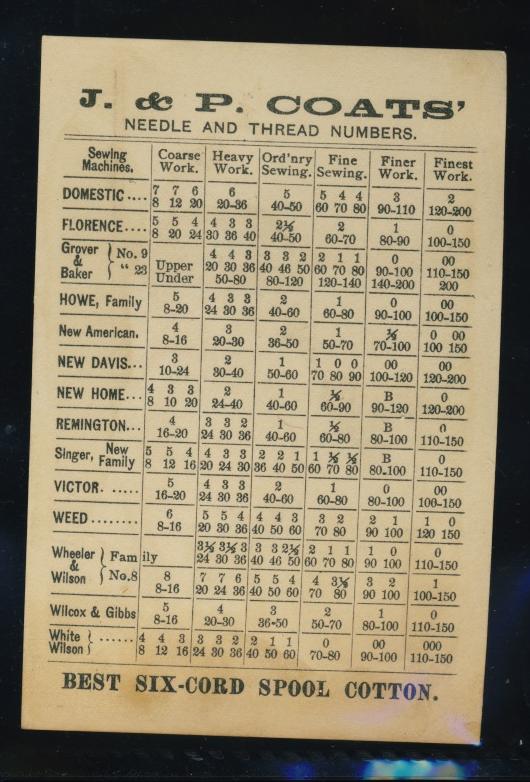 J. & P. COATS'
NEEDLE AND THREAD NUMBERS.
Sewing Machines. Coarse Work. Heavy Work. Ord'nry Sewing. Fine Sewing. Finer Work. Finest Work.
DOMESTIC.... 7 7 6 6 5 5 4 4 3 2
8 12 20 20-36 40-50 60 70 80 90-110 120-200
FLORENCE.... 5 5 4 4 3 3 2½ 2 1 0
8 20 24 30 36 40 40-50 60-70 80-90 100-150
Grover & Baker } No. 9 4 4 3 3 3 2 2 1 1 0 00
" 23 Upper 20 30 36 40 46 50 60 70 80 90-100 110-150
Under 50-80 80-120 120-140 140-200 200
HOWE, Family 5 4 3 3 2 1 0 00
8-20 24 30 36 40-60 60-80 90-100 100-150
New American. 4 3 2 1 ½ 0 00
8-16 20-30 36-50 50-70 70-100 100 150
NEW DAVIS... 3 2 1 1 0 0 00 00
10-24 30-40 50-60 70 80 90 100-120 120-200
NEW HOME... 4 3 3 2 1 ½ B 0
8 10 20 24-40 40-60 60-90 90-120 120-200
REMINGTON... 4 3 3 2 1 ½ B 0
16-20 24 30 36 40-60 60-80 80-100 110-150
Singer, New Family 5 5 4 4 3 3 2 2 1 1 ½ ½ B 0
8 12 16 20 24 30 36 40 50 60 70 80 80-100 110-150
VICTOR. ..... 5 4 3 3 2 1 0 00
16-20 24 30 36 40-60 60-80 80-100 100-150
WEED......... 6 5 5 4 4 4 3 3 2 2 1 1 0
8-16 20 30 36 40 50 60 70 80 90 100 120 150
Wheeler & Wilson } Family 3½ 3½ 3 3 3 2½ 2 1 1 1 0 0
24 30 36 40 46 50 60 70 80 90 100 110-150
No.8 8 7 7 6 5 5 4 4 3½ 3 2 1
8-16 20 24 36 40 50 60 70 80 90 100 100-150
Wilcox & Gibbs 5 4 3 2 1 0
8-16 20-30 36-50 50-70 80-100 110-150
White Wilson } ...... 4 4 3 3 3 2 2 1 1 0 00 000
8 12 16 24 30 36 40 50 60 70-80 90-100 110-150
BEST SIX-CORD SPOOL COTTON.